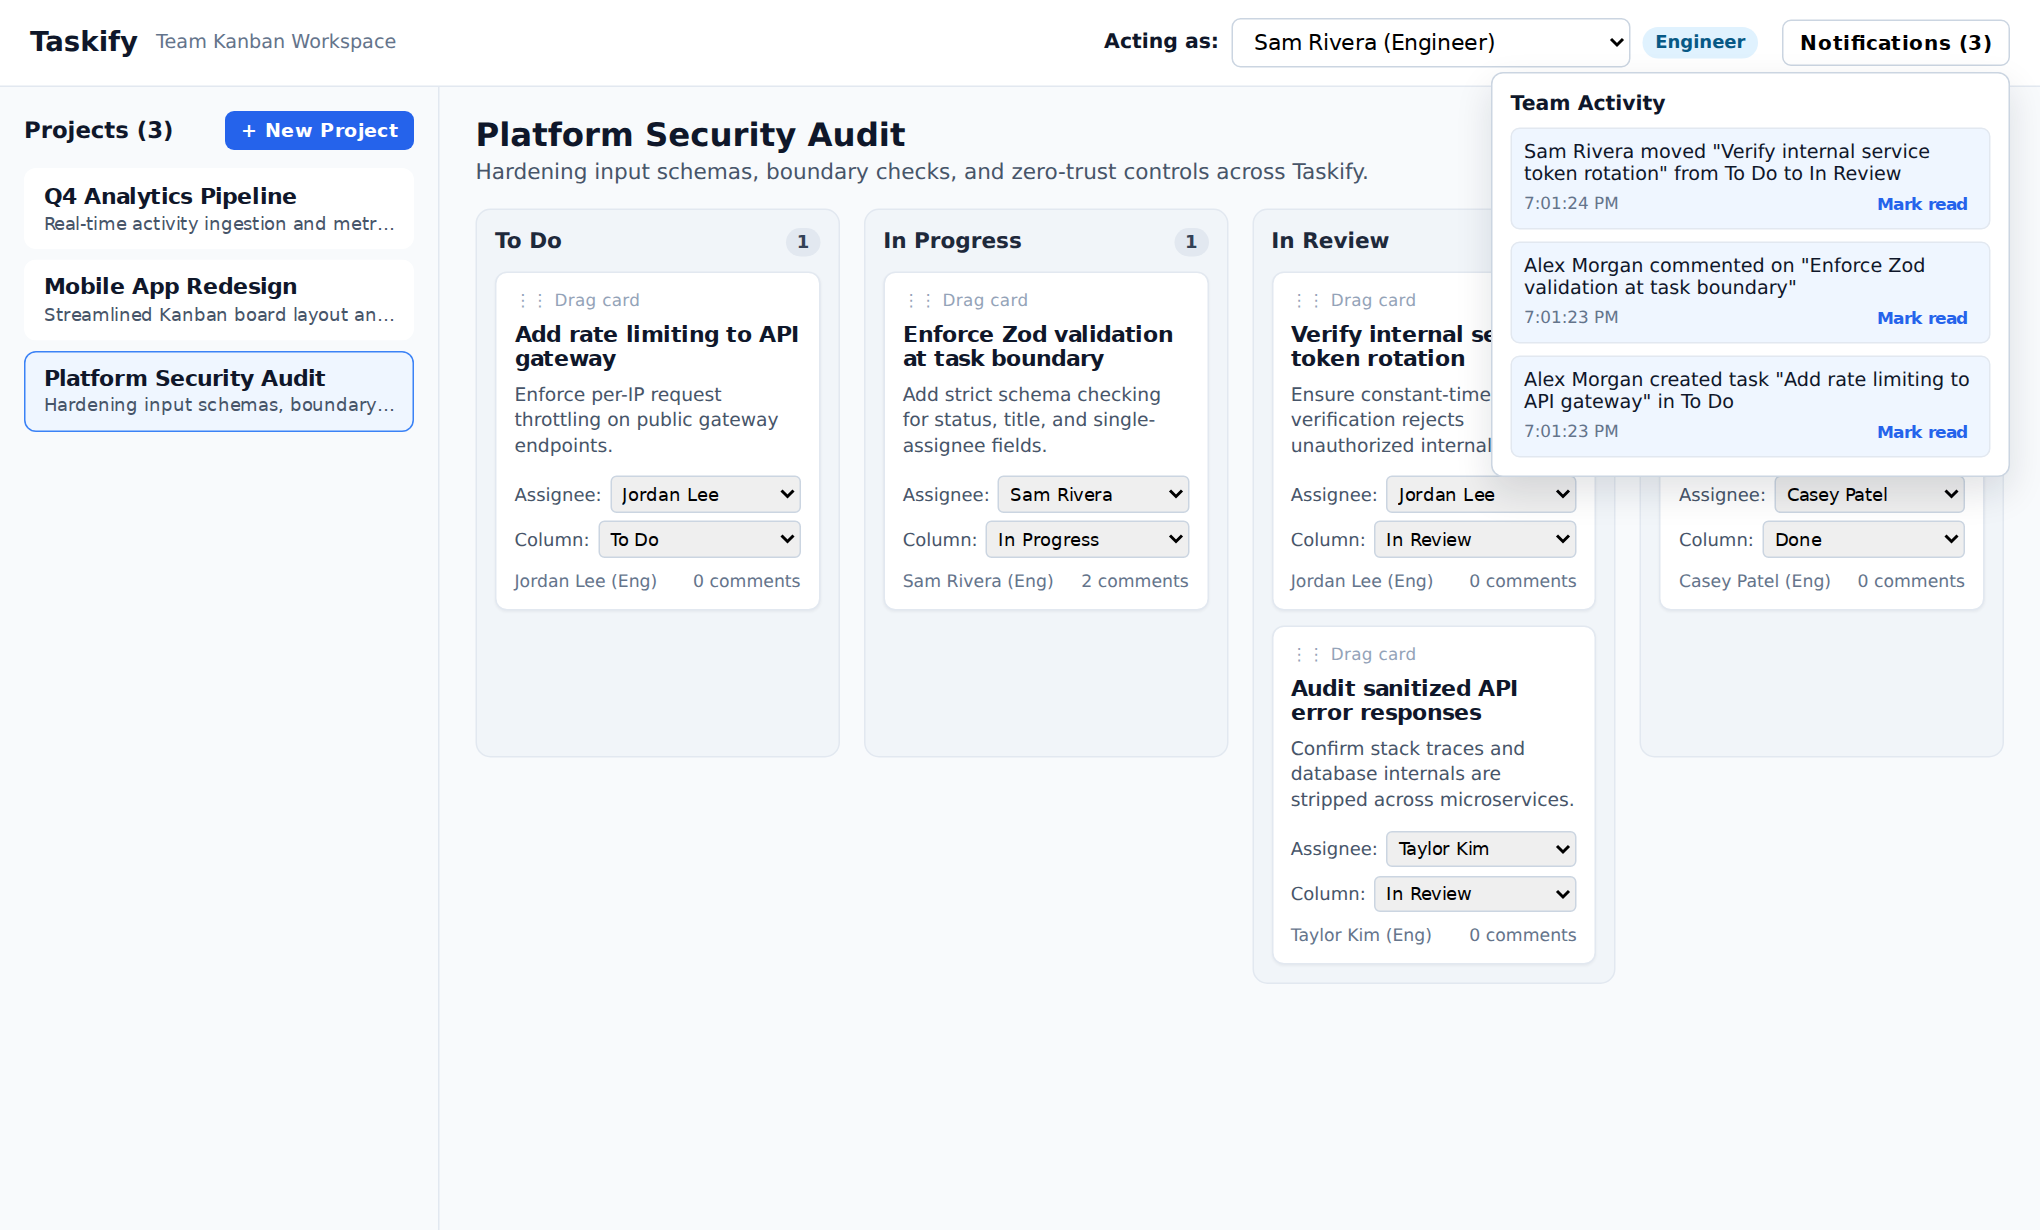 Taskify Team Kanban Workspace
Acting as: Sam Rivera (Engineer) Engineer Notifications (3)
Projects (3) + New Project
Q4 Analytics Pipeline
Real-time activity ingestion and metr...
Mobile App Redesign
Streamlined Kanban board layout an...
Platform Security Audit
Hardening input schemas, boundary...
Platform Security Audit
Hardening input schemas, boundary checks, and zero-trust controls across Taskify.
To Do 1
⋮⋮ Drag card
Add rate limiting to API
gateway
Enforce per-IP request
throttling on public gateway
endpoints.
Assignee: Jordan Lee
Column: To Do
Jordan Lee (Eng) 0 comments
In Progress 1
⋮⋮ Drag card
Enforce Zod validation
at task boundary
Add strict schema checking
for status, title, and single-
assignee fields.
Assignee: Sam Rivera
Column: In Progress
Sam Rivera (Eng) 2 comments
In Review
⋮⋮ Drag card
Verify internal se
token rotation
Ensure constant-time
verification rejects
unauthorized internal
Assignee: Jordan Lee
Column: In Review
Jordan Lee (Eng) 0 comments
⋮⋮ Drag card
Audit sanitized API
error responses
Confirm stack traces and
database internals are
stripped across microservices.
Assignee: Taylor Kim
Column: In Review
Taylor Kim (Eng) 0 comments
Assignee: Casey Patel
Column: Done
Casey Patel (Eng) 0 comments
Team Activity
Sam Rivera moved "Verify internal service
token rotation" from To Do to In Review
7:01:24 PM Mark read
Alex Morgan commented on "Enforce Zod
validation at task boundary"
7:01:23 PM Mark read
Alex Morgan created task "Add rate limiting to
API gateway" in To Do
7:01:23 PM Mark read